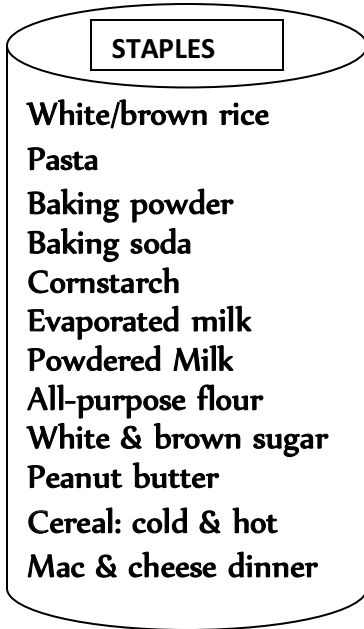 STAPLES
White/brown rice
Pasta
Baking powder
Baking soda
Cornstarch
Evaporated milk
Powdered Milk
All-purpose flour
White & brown sugar
Peanut butter
Cereal: cold & hot
Mac & cheese dinner